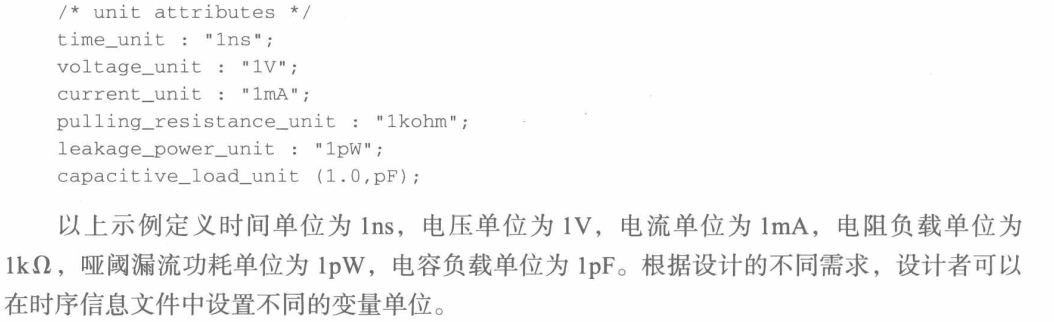 /* unit attributes */
time_unit : "1ns";
voltage_unit : "1V";
current_unit : "1mA";
pulling_resistance_unit : "1kohm";
leakage_power_unit : "1pW";
capacitive_load_unit (1.0,pF);
以上示例定义时间单位为 1ns，电压单位为 1V，电流单位为 1mA，电阻负载单位为
1kΩ，哑阈漏流功耗单位为 1pW，电容负载单位为 1pF。根据设计的不同需求，设计者可以
在时序信息文件中设置不同的变量单位。